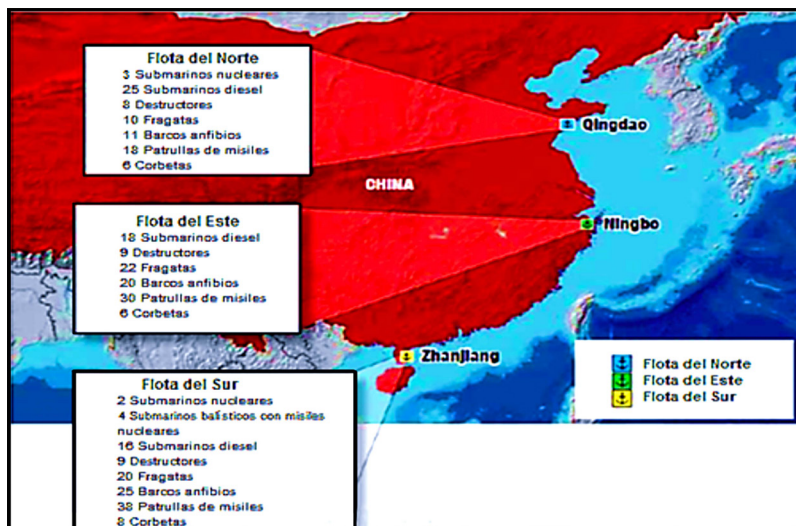 Flota del Norte
3 Submarinos nucleares
25 Submarinos diesel
8 Destructores
10 Fragatas
11 Barcos anfibios
18 Patrullas de misiles
6 Corbetas
Qingdao
CHINA
Flota del Este
18 Submarinos diesel
9 Destructores
22 Fragatas
20 Barcos anfibios
30 Patrullas de misiles
6 Corbetas
Ningbo
Zhanjiang
Flota del Sur
2 Submarinos nucleares
4 Submarinos balísticos con misiles
nucleares
16 Submarinos diesel
9 Destructores
20 Fragatas
25 Barcos anfibios
38 Patrullas de misiles
8 Corbetas
Flota del Norte
Flota del Este
Flota del Sur